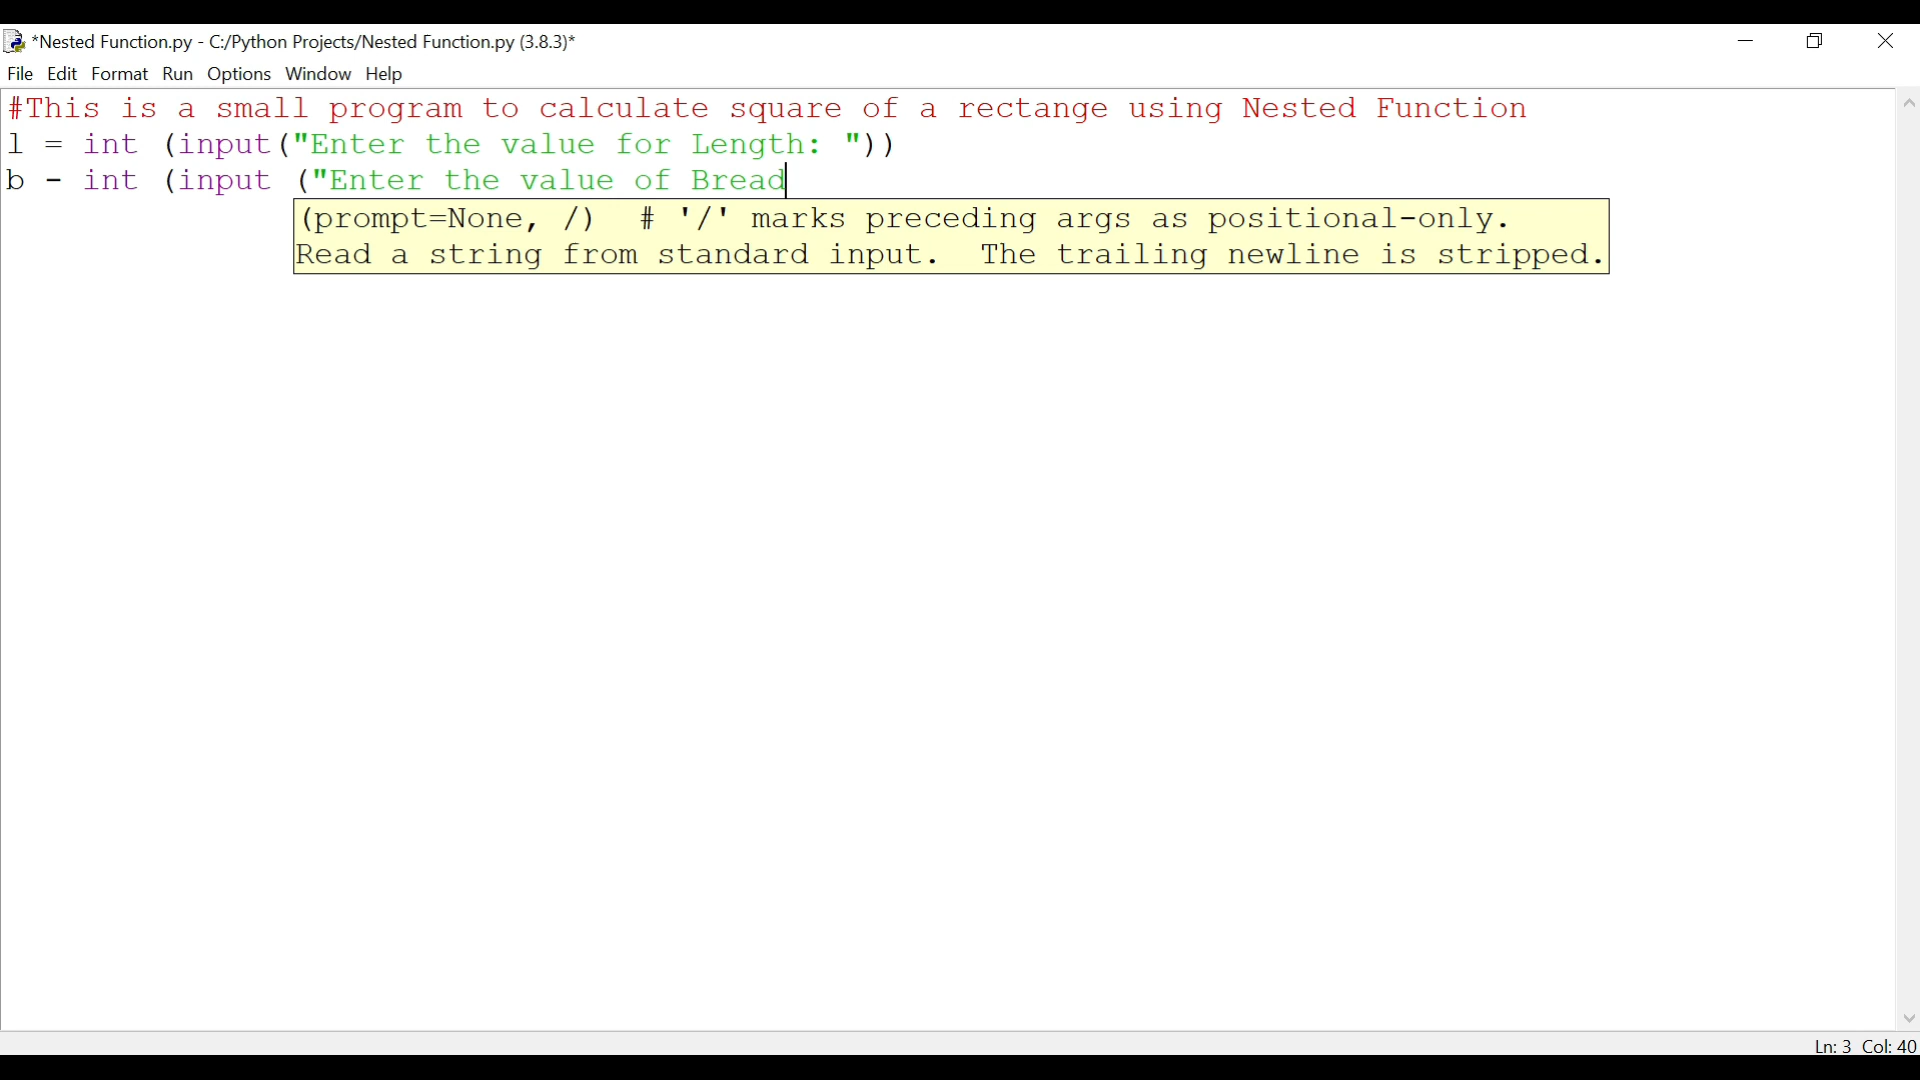 *Nested Function.py - C:/Python Projects/Nested Function.py (3.8.3)*
File Edit Format Run Options Window Help
#This is a small program to calculate square of a rectange using Nested Function
l = int (input("Enter the value for Length: "))
b - int (input ("Enter the value of Bread
(prompt=None, /)  # '/' marks preceding args as positional-only.
Read a string from standard input.  The trailing newline is stripped.
Ln: 3 Col: 40